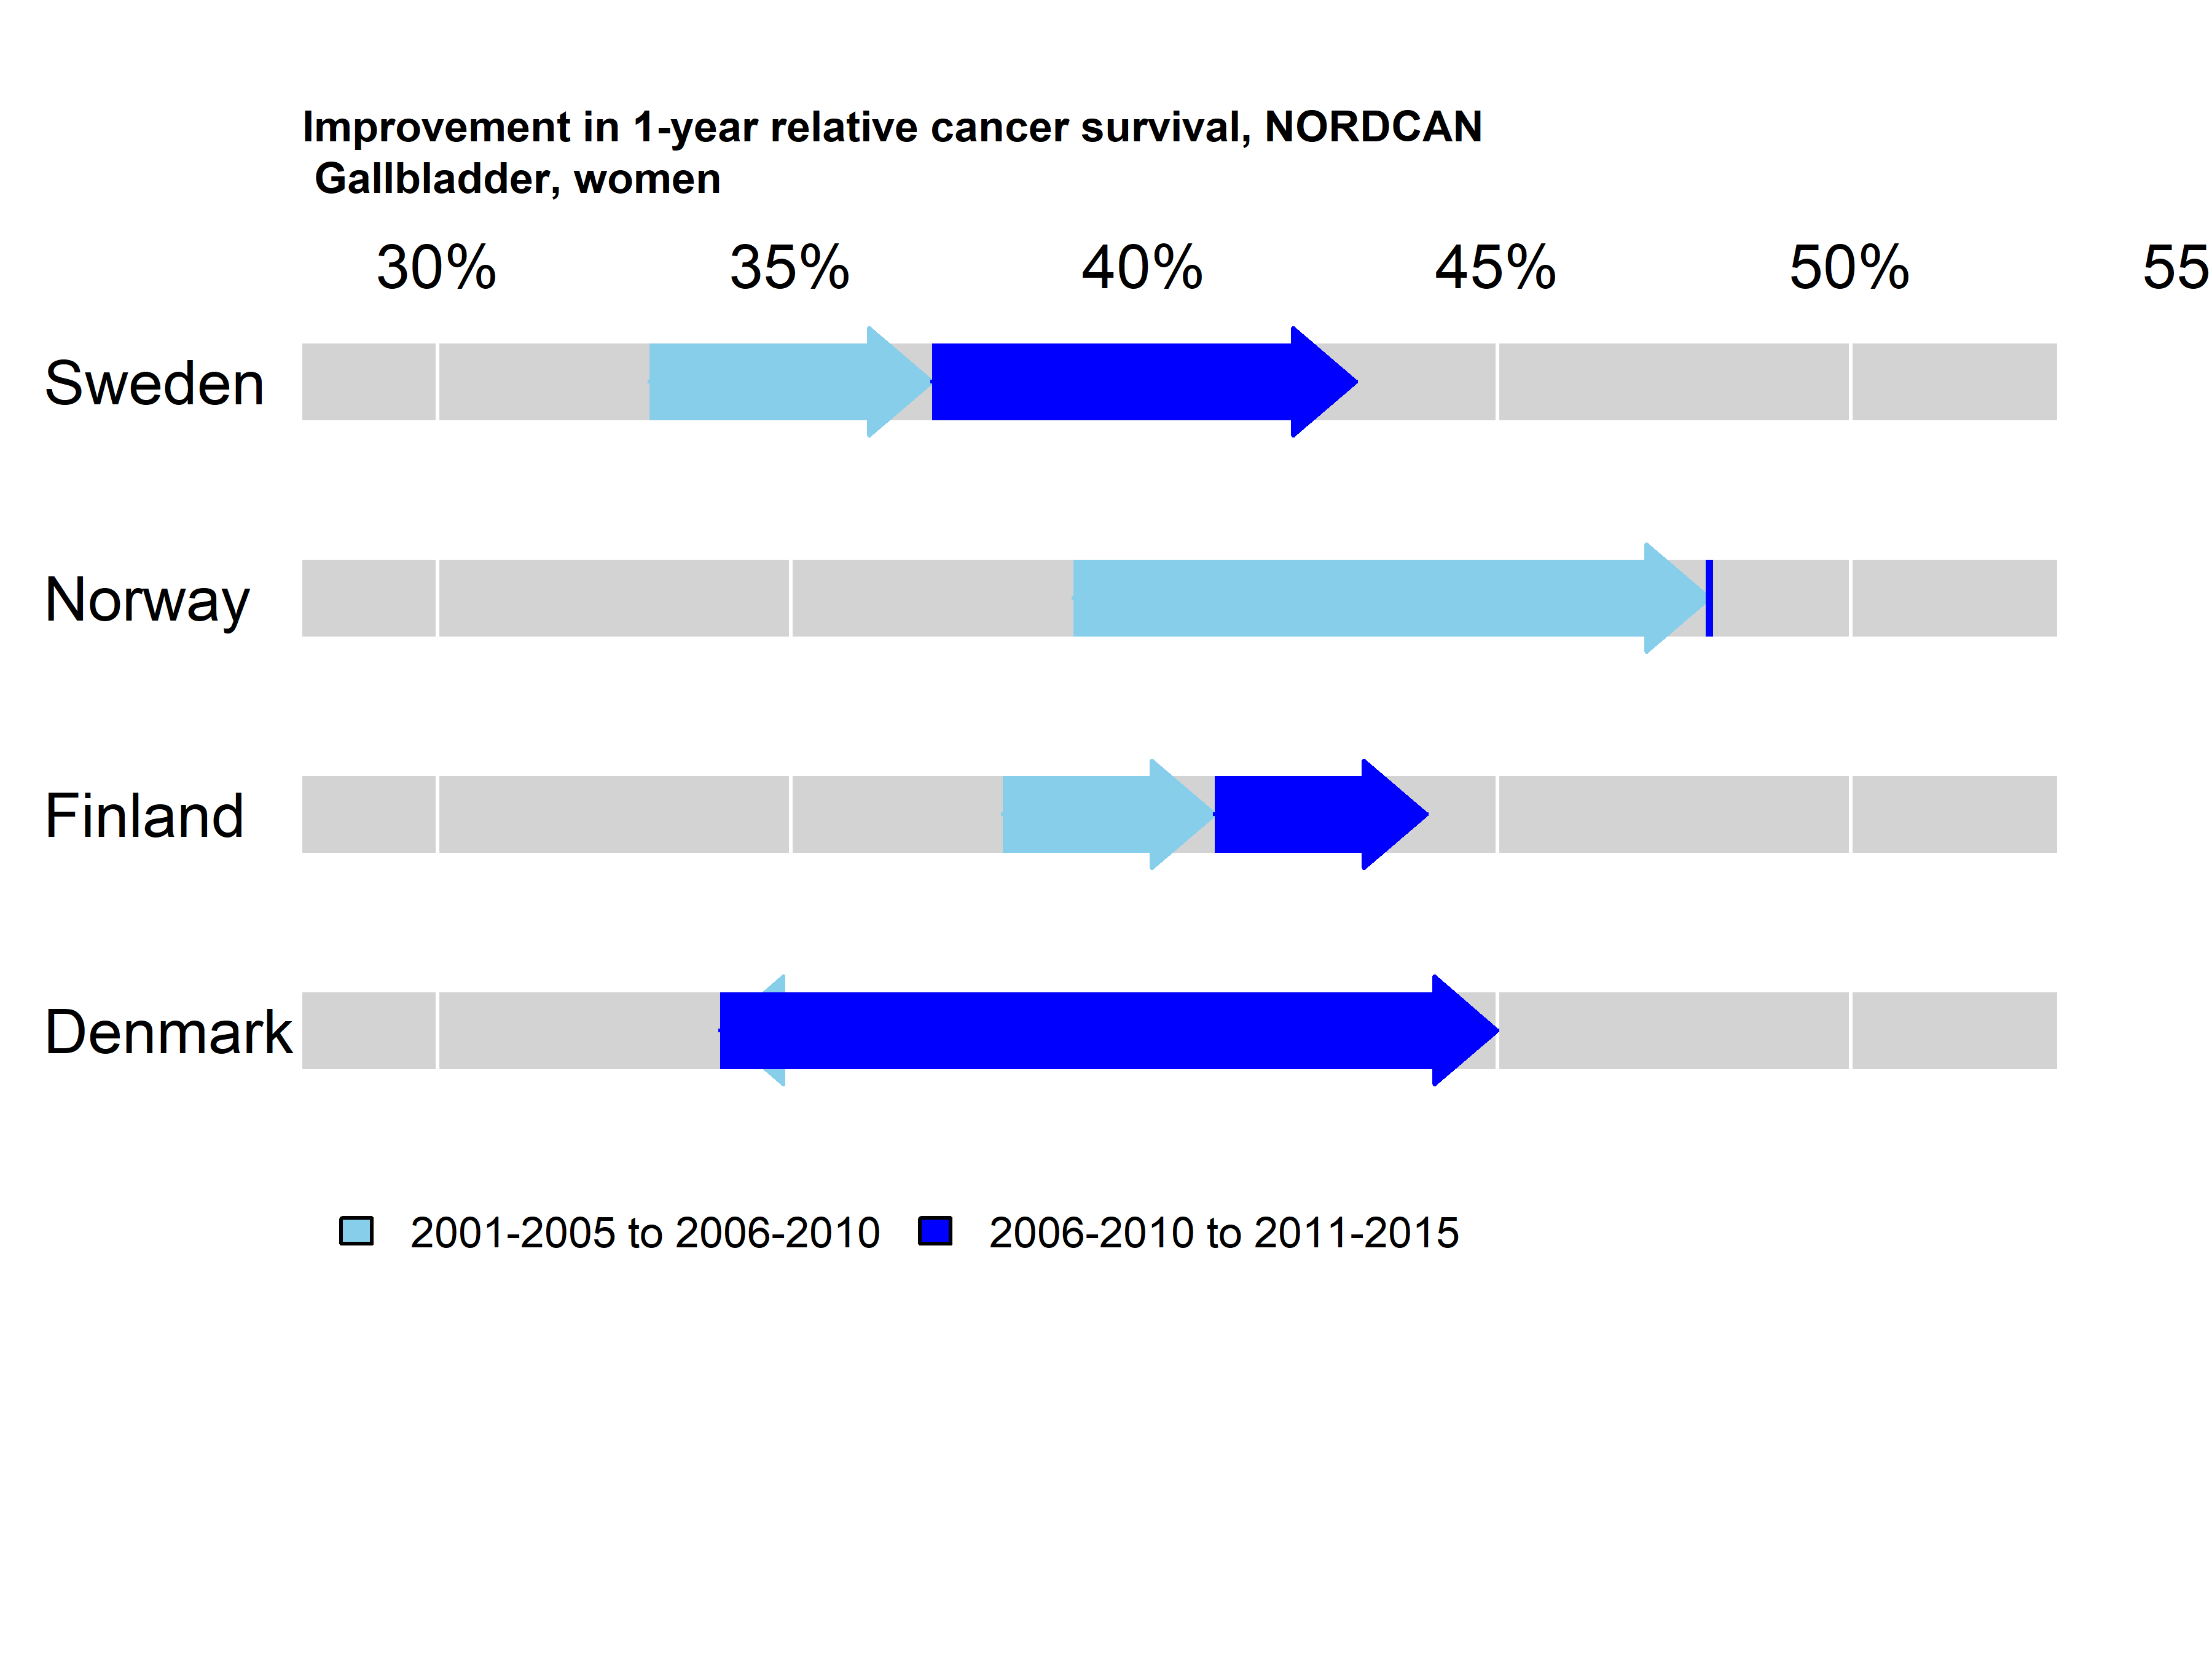 Improvement in 1-year relative cancer survival, NORDCAN
Gallbladder, women
30% 35% 40% 45% 50% 55
Sweden
Norway
Finland
Denmark
2001-2005 to 2006-2010 2006-2010 to 2011-2015